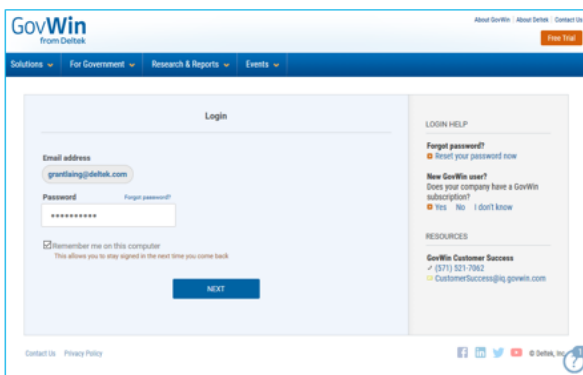 GovWin
from Deltek
About GovWin | About Deltek | Contact Us
Free Trial
Solutions For Government Research & Reports Events
Login
Email address
grantlaing@deltek.com
Password Forgot password?
**********
Remember me on this computer
This allows you to stay signed in the next time you come back
NEXT
LOGIN HELP
Forgot password?
Reset your password now
New GovWin user?
Does your company have a GovWin
subscription?
Yes No I don't know
RESOURCES
GovWin Customer Success
(571) 521-7062
CustomerSuccess@iq.govwin.com
Contact Us Privacy Policy
© Deltek, Inc.
?